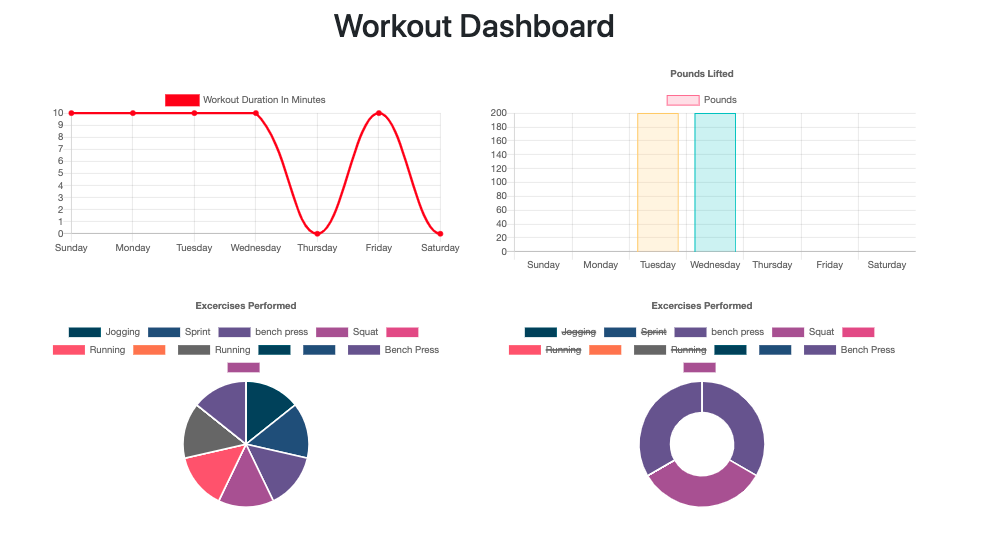 Workout Dashboard
Workout Duration In Minutes
10
9
8
7
6
5
4
3
2
1
0
Sunday Monday Tuesday Wednesday Thursday Friday Saturday
Pounds Lifted
Pounds
200
180
160
140
120
100
80
60
40
20
0
Sunday Monday Tuesday Wednesday Thursday Friday Saturday
Excercises Performed
Jogging Sprint bench press Squat
Running Running Bench Press
Excercises Performed
Jogging Sprint bench press Squat
Running Running Bench Press